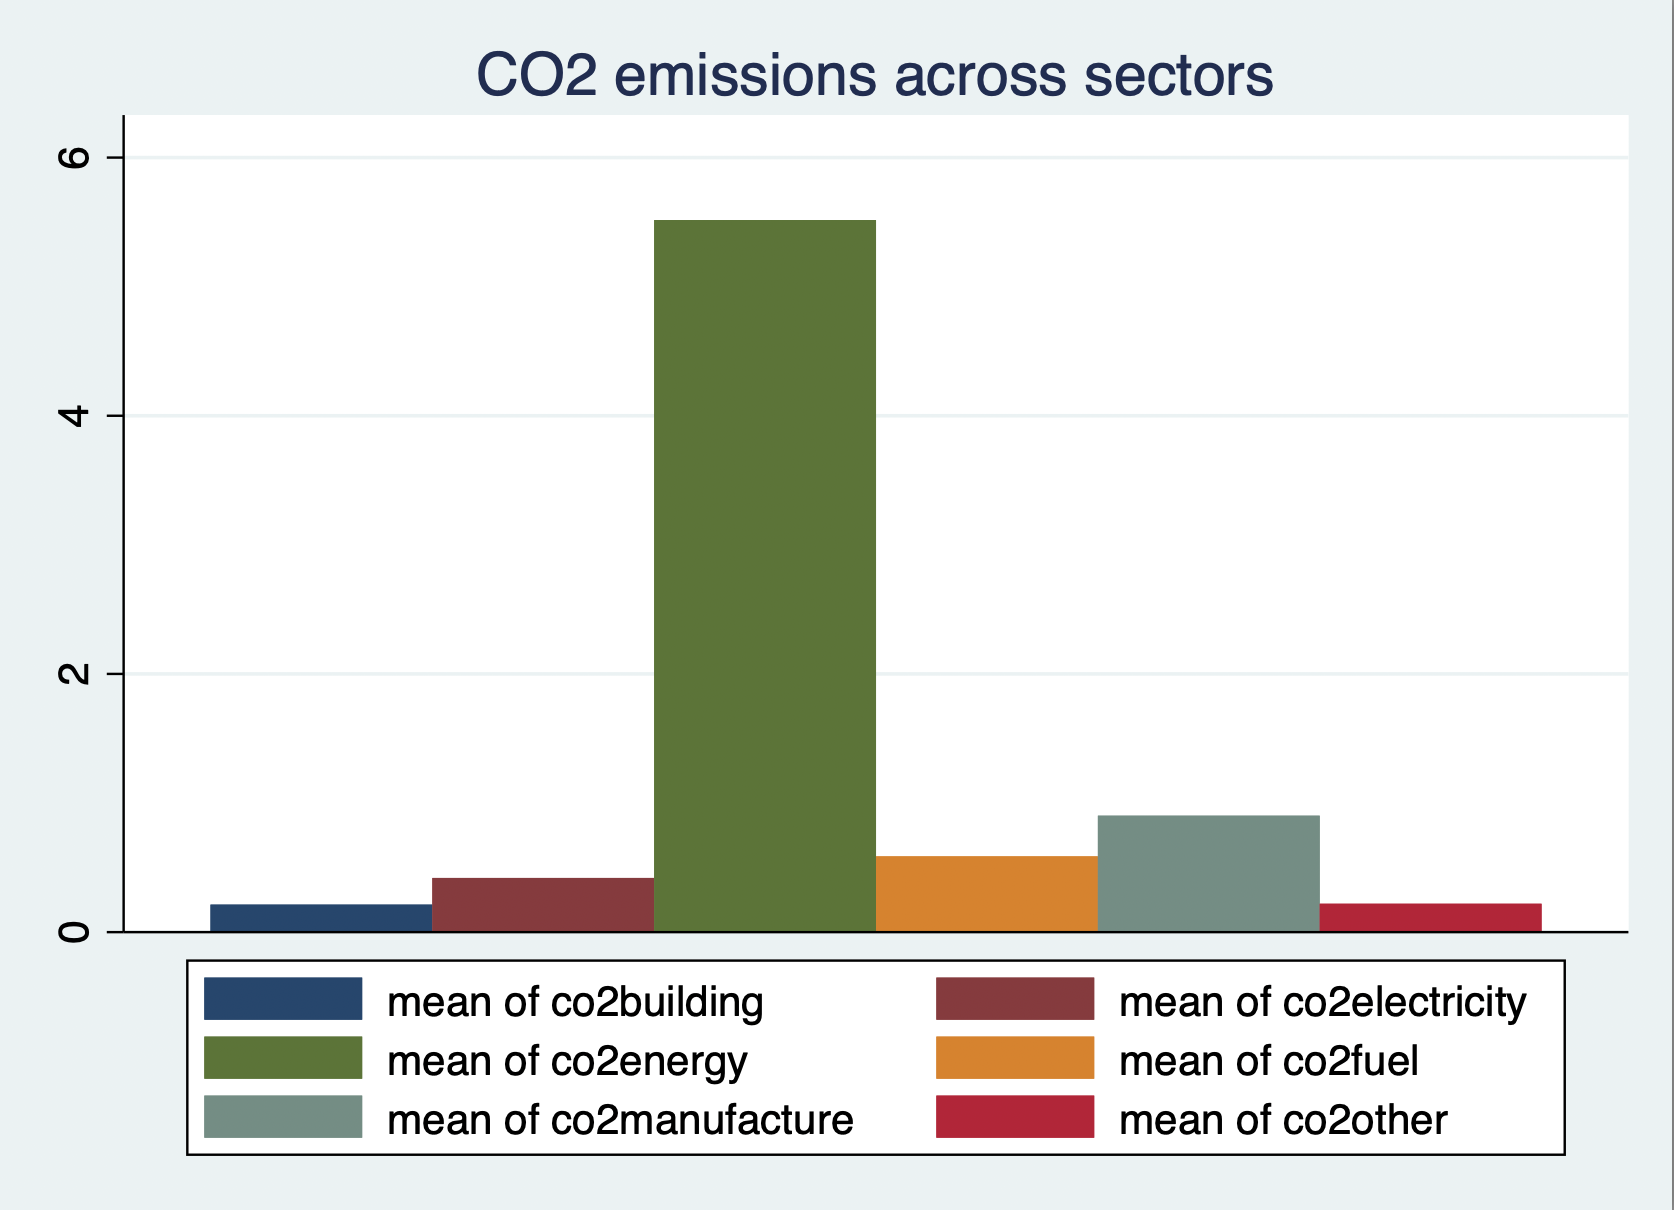 CO2 emissions across sectors
6
4
2
0
mean of co2building
mean of co2electricity
mean of co2energy
mean of co2fuel
mean of co2manufacture
mean of co2other